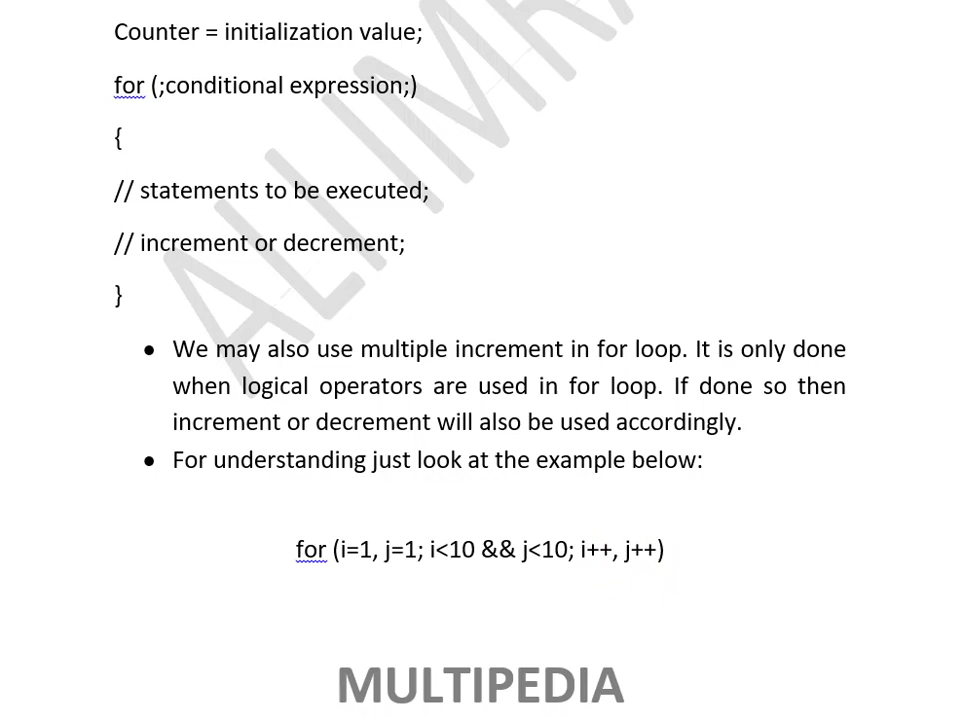 Counter = initialization value;
for (;conditional expression;)
{
// statements to be executed;
// increment or decrement;
}
• We may also use multiple increment in for loop. It is only done
when logical operators are used in for loop. If done so then
increment or decrement will also be used accordingly.
• For understanding just look at the example below:
for (i=1, j=1; i<10 && j<10; i++, j++)
ALI IMRA
MULTIPEDIA